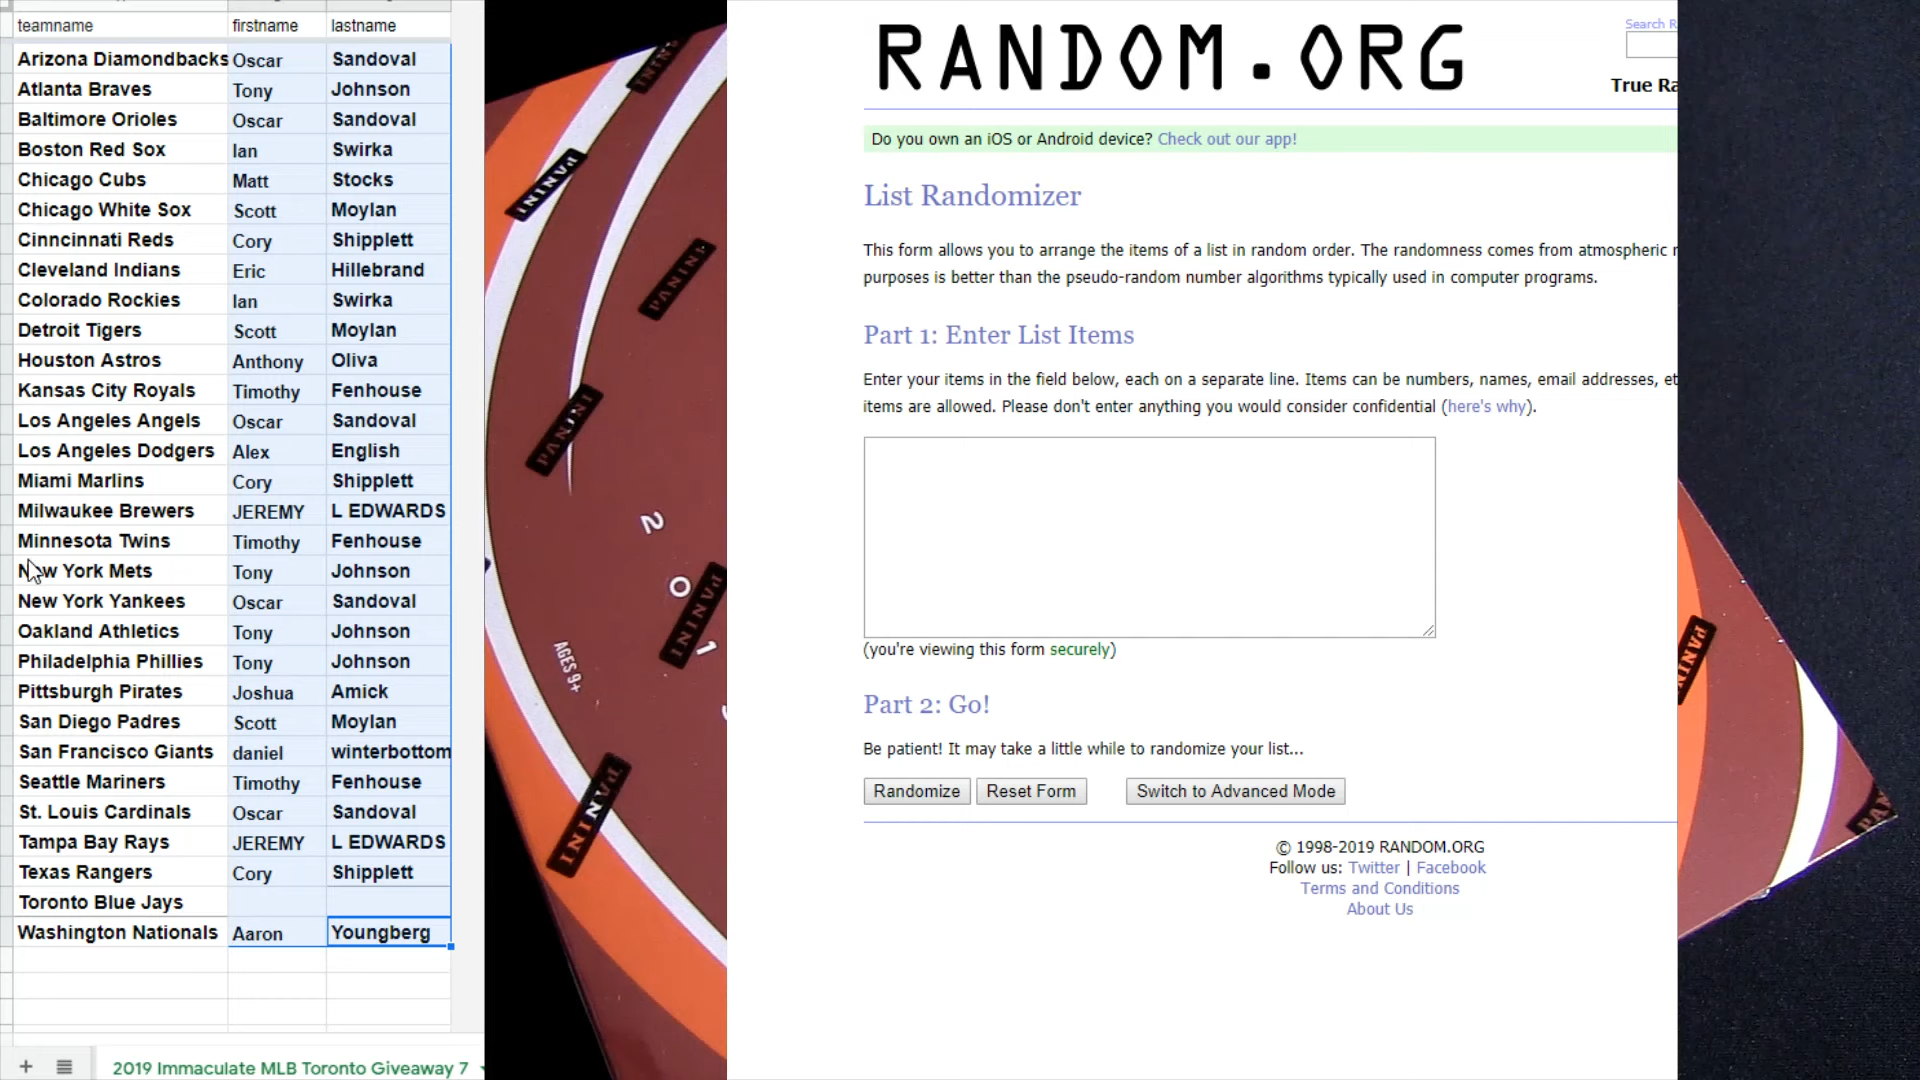 teamname firstname lastname
Arizona Diamondbacks Oscar Sandoval
Atlanta Braves Tony Johnson
Baltimore Orioles Oscar Sandoval
Boston Red Sox Ian Swirka
Chicago Cubs Matt Stocks
Chicago White Sox Scott Moylan
Cinncinnati Reds Cory Shipplett
Cleveland Indians Eric Hillebrand
Colorado Rockies Ian Swirka
Detroit Tigers Scott Moylan
Houston Astros Anthony Oliva
Kansas City Royals Timothy Fenhouse
Los Angeles Angels Oscar Sandoval
Los Angeles Dodgers Alex English
Miami Marlins Cory Shipplett
Milwaukee Brewers JEREMY L EDWARDS
Minnesota Twins Timothy Fenhouse
New York Mets Tony Johnson
New York Yankees Oscar Sandoval
Oakland Athletics Tony Johnson
Philadelphia Phillies Tony Johnson
Pittsburgh Pirates Joshua Amick
San Diego Padres Scott Moylan
San Francisco Giants daniel winterbottom
Seattle Mariners Timothy Fenhouse
St. Louis Cardinals Oscar Sandoval
Tampa Bay Rays JEREMY L EDWARDS
Texas Rangers Cory Shipplett
Toronto Blue Jays
Washington Nationals Aaron Youngberg
2019 Immaculate MLB Toronto Giveaway 7
PANINI
PANINI
PANINI
PANINI
PANINI
PANINI
2 0 1
AGES 9+
RANDOM.ORG
Search R
True Ra
Do you own an iOS or Android device? Check out our app!
List Randomizer
This form allows you to arrange the items of a list in random order. The randomness comes from atmospheric
purposes is better than the pseudo-random number algorithms typically used in computer programs.
Part 1: Enter List Items
Enter your items in the field below, each on a separate line. Items can be numbers, names, email addresses, et
items are allowed. Please don't enter anything you would consider confidential (here's why).
(you're viewing this form securely)
Part 2: Go!
Be patient! It may take a little while to randomize your list...
Randomize Reset Form Switch to Advanced Mode
© 1998-2019 RANDOM.ORG
Follow us: Twitter | Facebook
Terms and Conditions
About Us
PANI
PAN